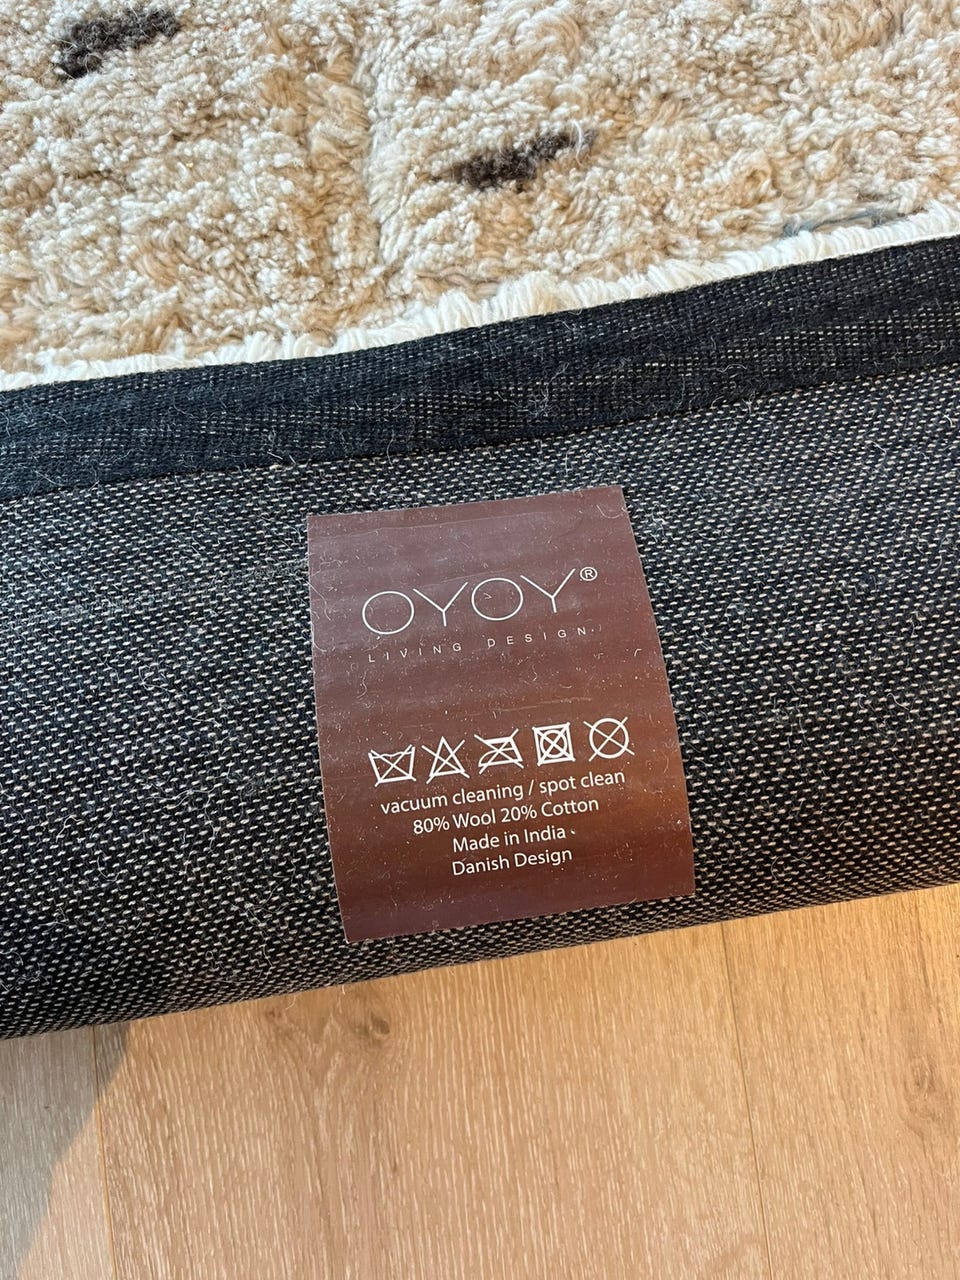 OYOY®
LIVING DESIGN
vacuum cleaning / spot clean
80% Wool 20% Cotton
Made in India
Danish Design